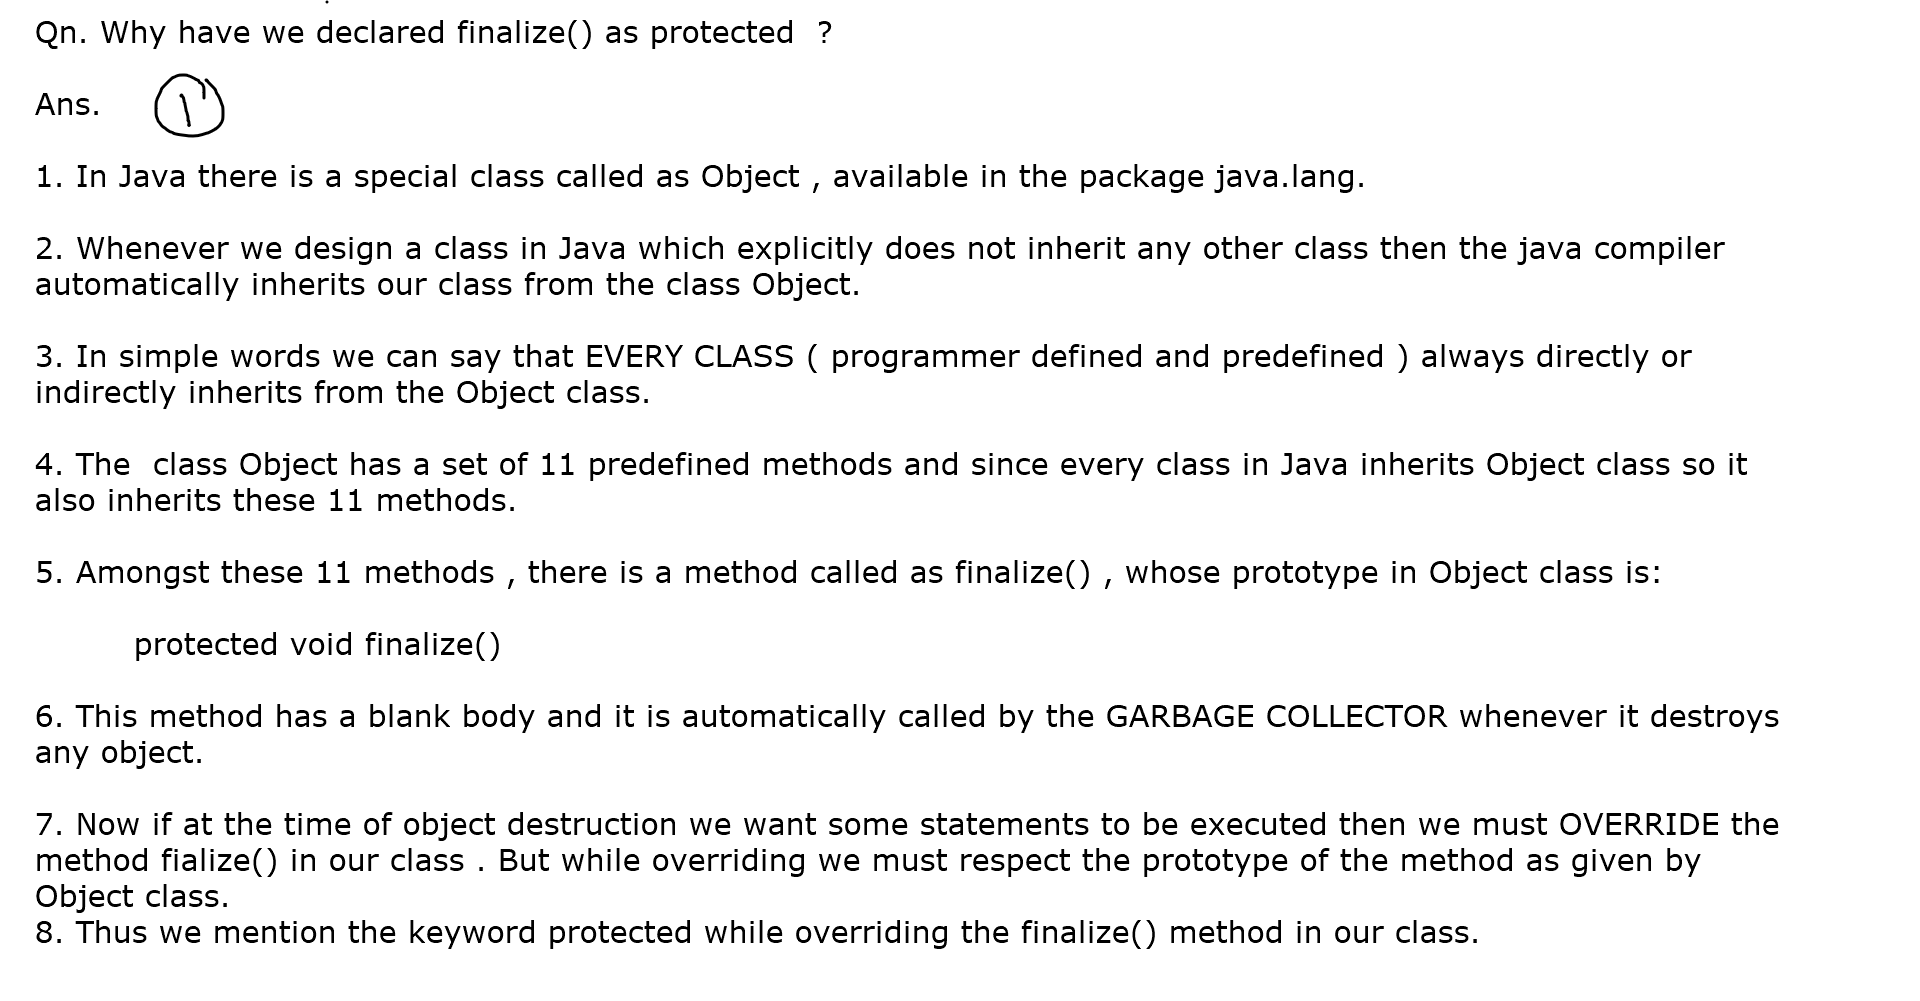 Qn. Why have we declared finalize() as protected  ?
Ans.
1
1. In Java there is a special class called as Object , available in the package java.lang.
2. Whenever we design a class in Java which explicitly does not inherit any other class then the java compiler
automatically inherits our class from the class Object.
3. In simple words we can say that EVERY CLASS ( programmer defined and predefined ) always directly or
indirectly inherits from the Object class.
4. The  class Object has a set of 11 predefined methods and since every class in Java inherits Object class so it
also inherits these 11 methods.
5. Amongst these 11 methods , there is a method called as finalize() , whose prototype in Object class is:
protected void finalize()
6. This method has a blank body and it is automatically called by the GARBAGE COLLECTOR whenever it destroys
any object.
7. Now if at the time of object destruction we want some statements to be executed then we must OVERRIDE the
method fialize() in our class . But while overriding we must respect the prototype of the method as given by
Object class.
8. Thus we mention the keyword protected while overriding the finalize() method in our class.